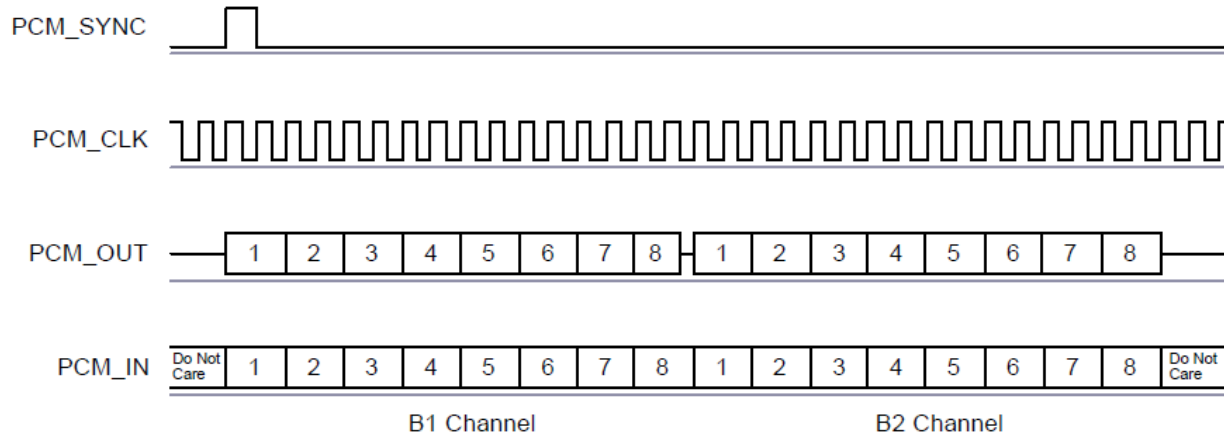 PCM_SYNC
PCM_CLK
PCM_OUT 1 2 3 4 5 6 7 8 1 2 3 4 5 6 7 8
PCM_IN Do Not Care 1 2 3 4 5 6 7 8 1 2 3 4 5 6 7 8 Do Not Care
B1 Channel B2 Channel